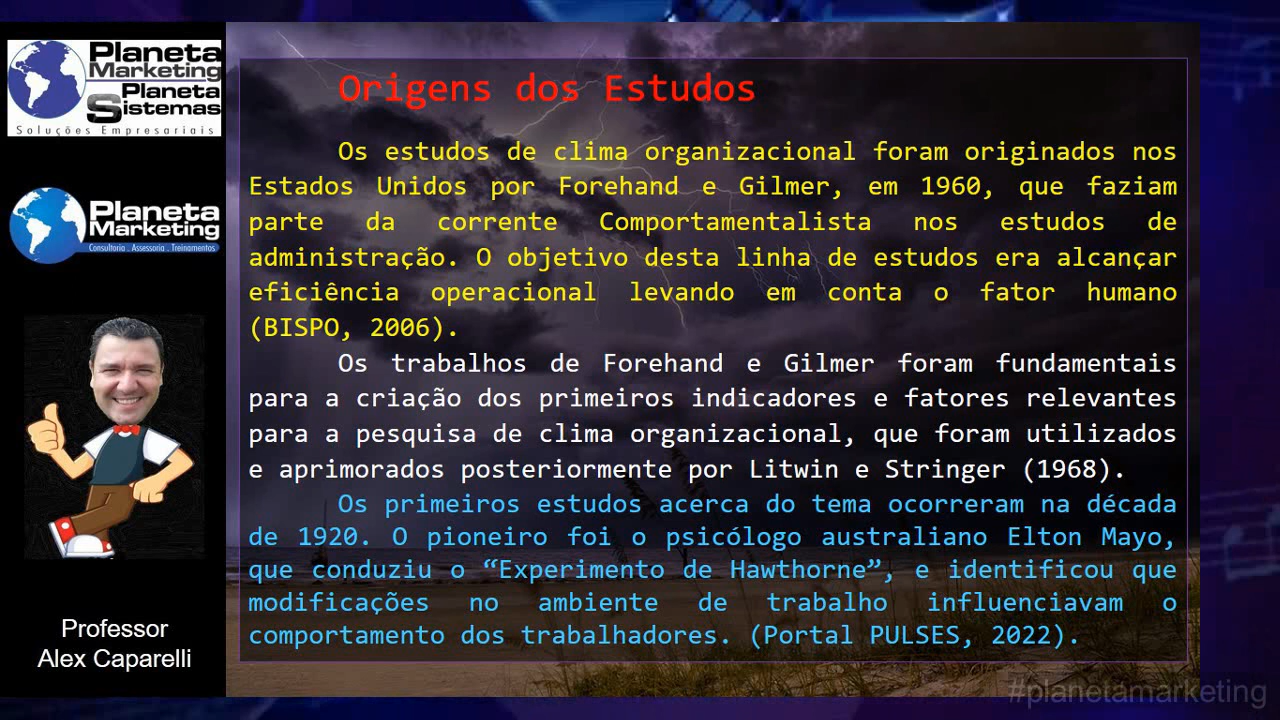 Planeta
Marketing
Planeta
Sistemas
Soluções Empresariais
Planeta
Marketing
Consultoria . Assessoria . Treinamentos
Professor
Alex Caparelli
Origens dos Estudos
Os estudos de clima organizacional foram originados nos
Estados Unidos por Forehand e Gilmer, em 1960, que faziam
parte da corrente Comportamentalista nos estudos de
administração. O objetivo desta linha de estudos era alcançar
eficiência operacional levando em conta o fator humano
(BISPO, 2006).
Os trabalhos de Forehand e Gilmer foram fundamentais
para a criação dos primeiros indicadores e fatores relevantes
para a pesquisa de clima organizacional, que foram utilizados
e aprimorados posteriormente por Litwin e Stringer (1968).
Os primeiros estudos acerca do tema ocorreram na década
de 1920. O pioneiro foi o psicólogo australiano Elton Mayo,
que conduziu o “Experimento de Hawthorne”, e identificou que
modificações no ambiente de trabalho influenciavam o
comportamento dos trabalhadores. (Portal PULSES, 2022).
#planetamarketing